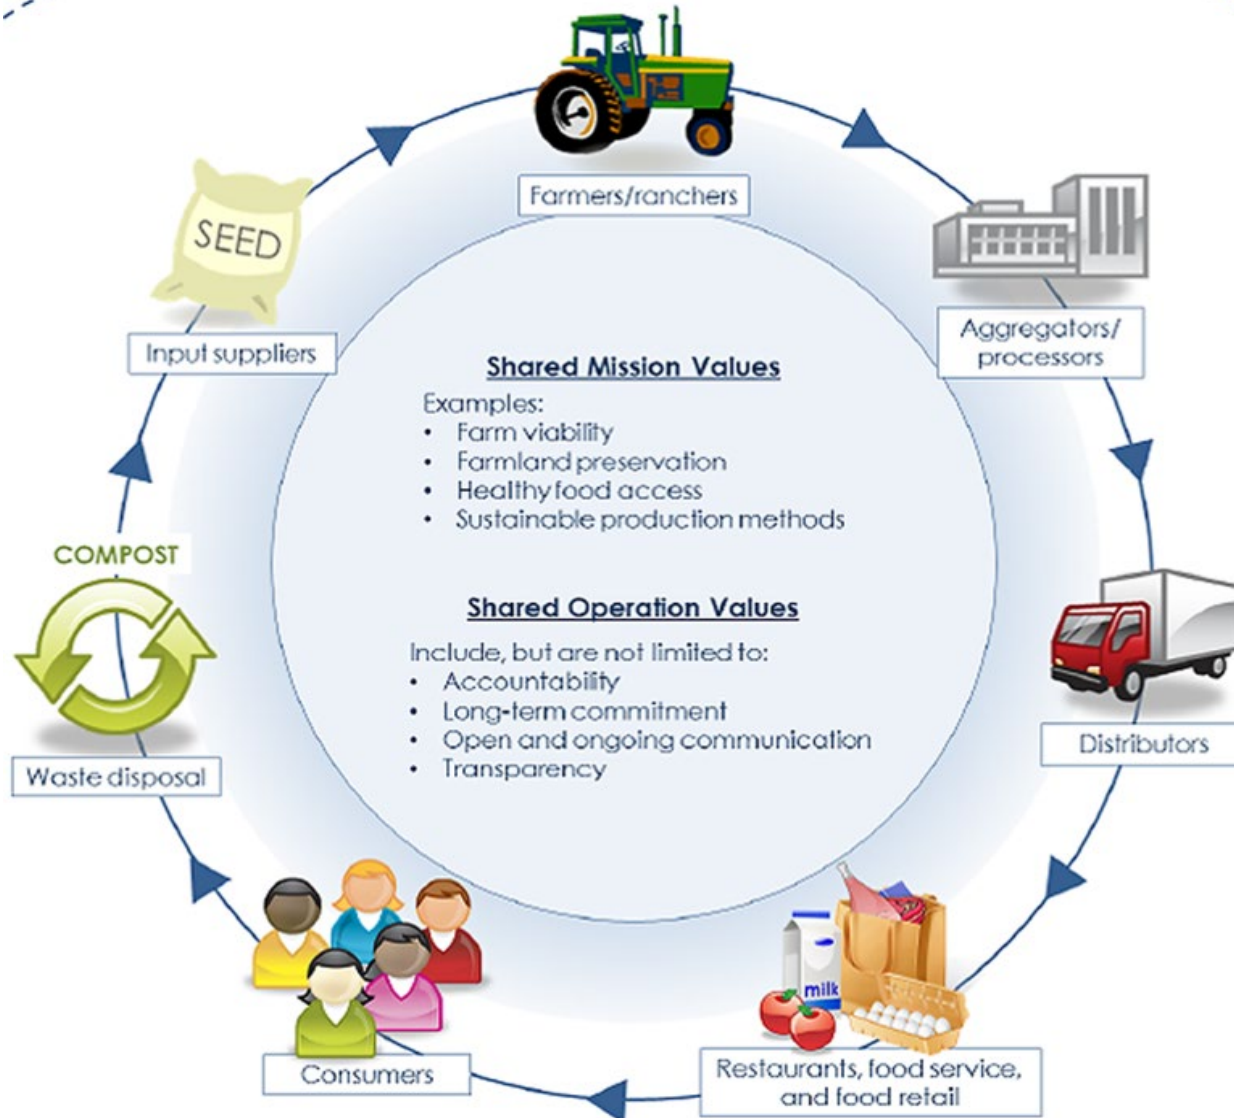 Farmers/ranchers
SEED
Input suppliers
Aggregators/
processors
Shared Mission Values
Examples:
• Farm viability
• Farmland preservation
• Healthy food access
• Sustainable production methods
COMPOST
Waste disposal
Shared Operation Values
Include, but are not limited to:
• Accountability
• Long-term commitment
• Open and ongoing communication
• Transparency
Distributors
milk
Consumers
Restaurants, food service,
and food retail